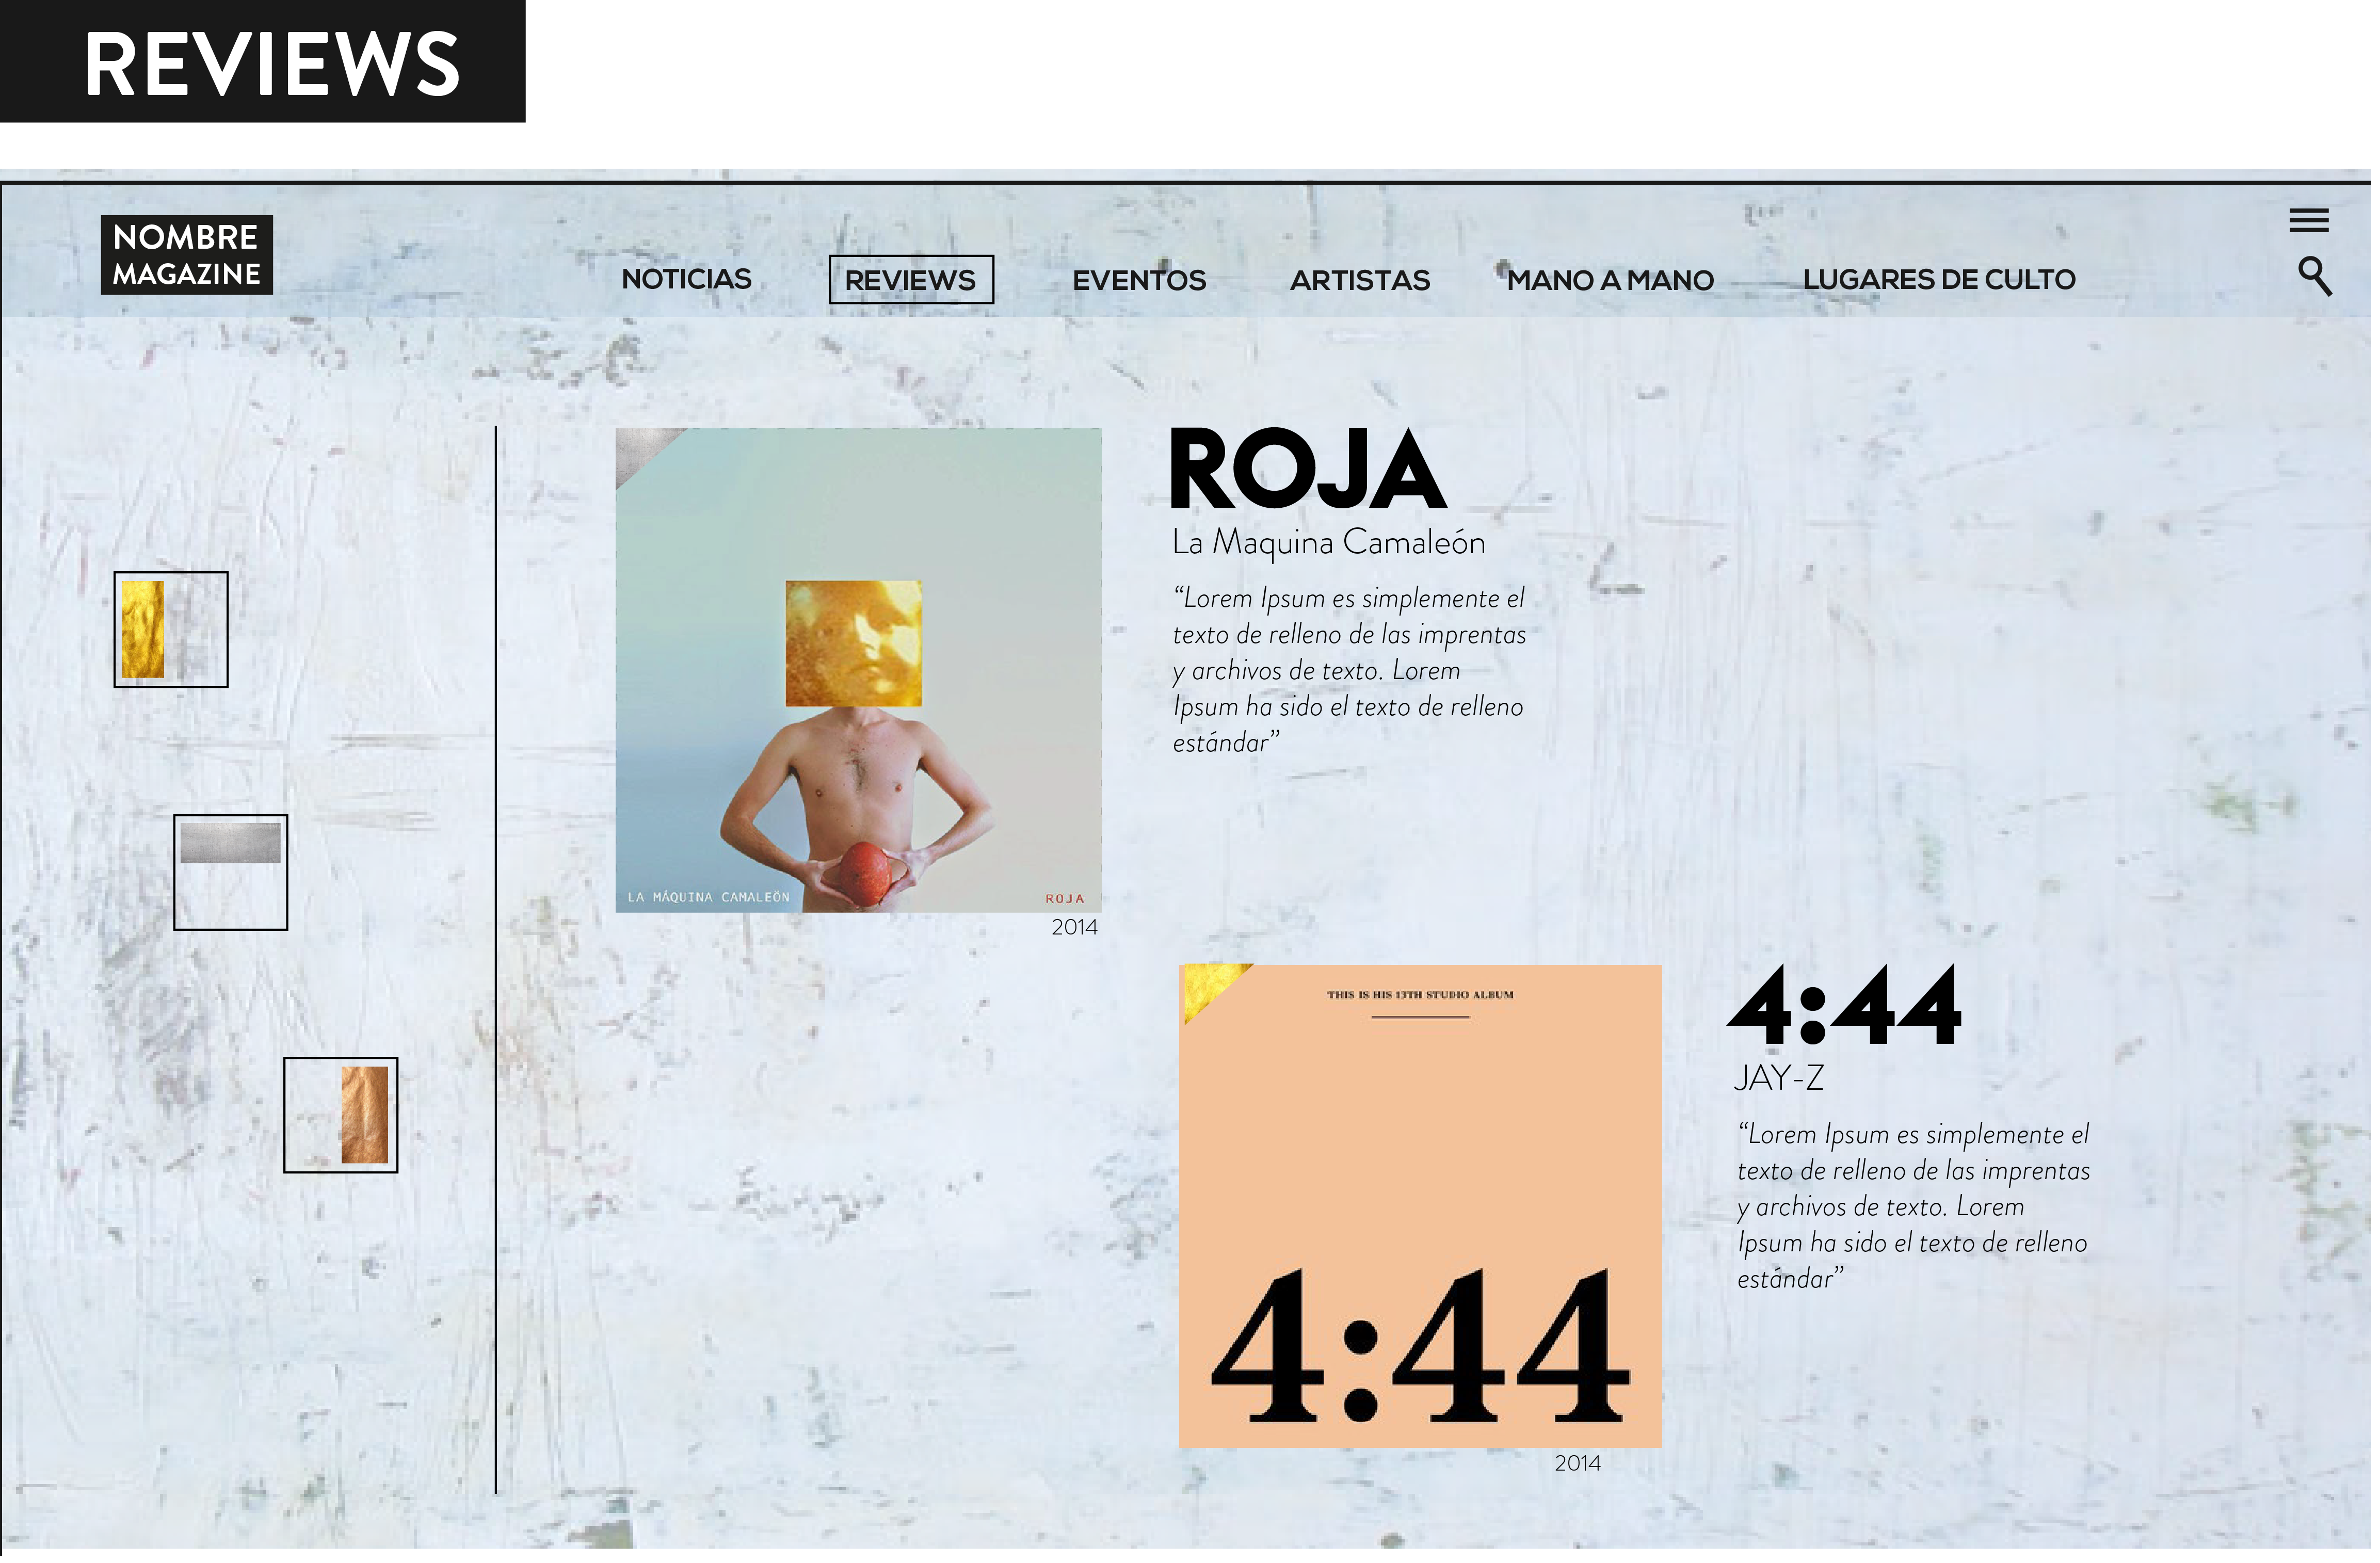 REVIEWS
NOMBRE
MAGAZINE
NOTICIAS
REVIEWS
EVENTOS
ARTISTAS
MANO A MANO
LUGARES DE CULTO
ROJA
La Maquina Camaleón
“Lorem Ipsum es simplemente el
texto de relleno de las imprentas
y archivos de texto. Lorem
Ipsum ha sido el texto de relleno
estándar”
LA MÁQUINA CAMALEÖN
ROJA
2014
THIS IS HIS 13TH STUDIO ALBUM
4:44
2014
4:44
JAY-Z
“Lorem Ipsum es simplemente el
texto de relleno de las imprentas
y archivos de texto. Lorem
Ipsum ha sido el texto de relleno
estándar”